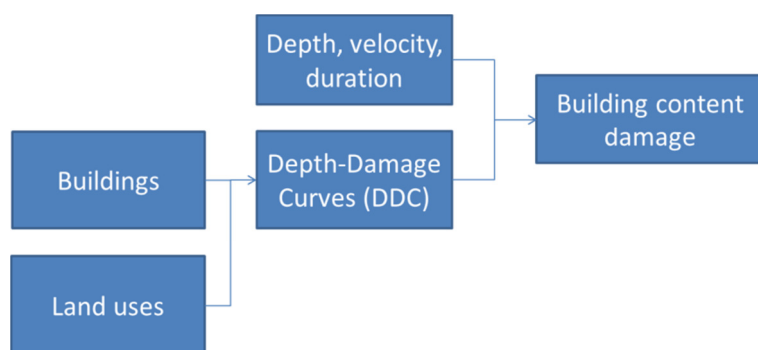 Depth, velocity,
duration
Building content
damage
Buildings
Depth-Damage
Curves (DDC)
Land uses